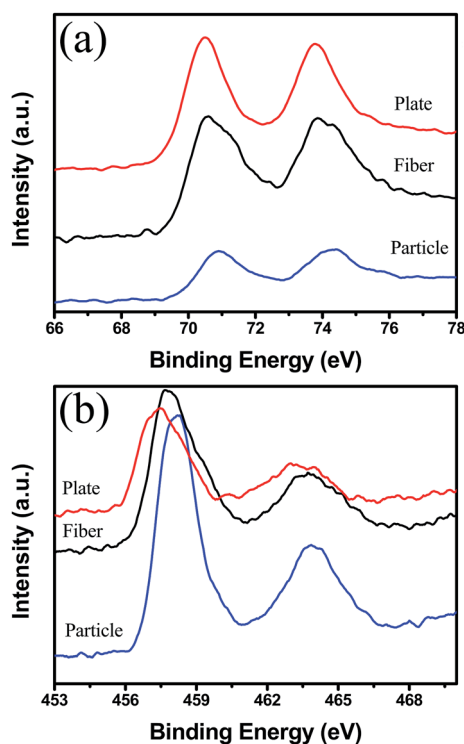 (a)
Intensity (a.u.)
Plate
Fiber
Particle
66 68 70 72 74 76 78
Binding Energy (eV)
(b)
Intensity (a.u.)
Plate
Fiber
Particle
453 456 459 462 465 468
Binding Energy (eV)